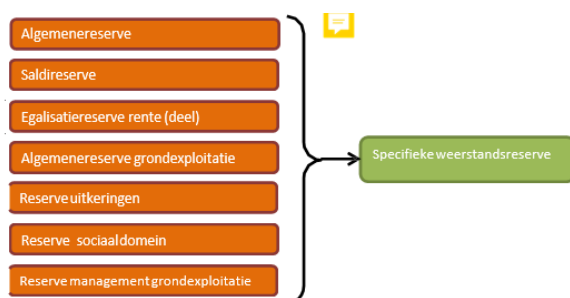 Algemenereserve
Saldireserve
Egalisatiereserve rente (deel)
Algemenereserve grondexploitatie
Reserve uitkeringen
Reserve sociaaldomein
Reserve management grondexploitatie
Specifieke weerstandsreserve